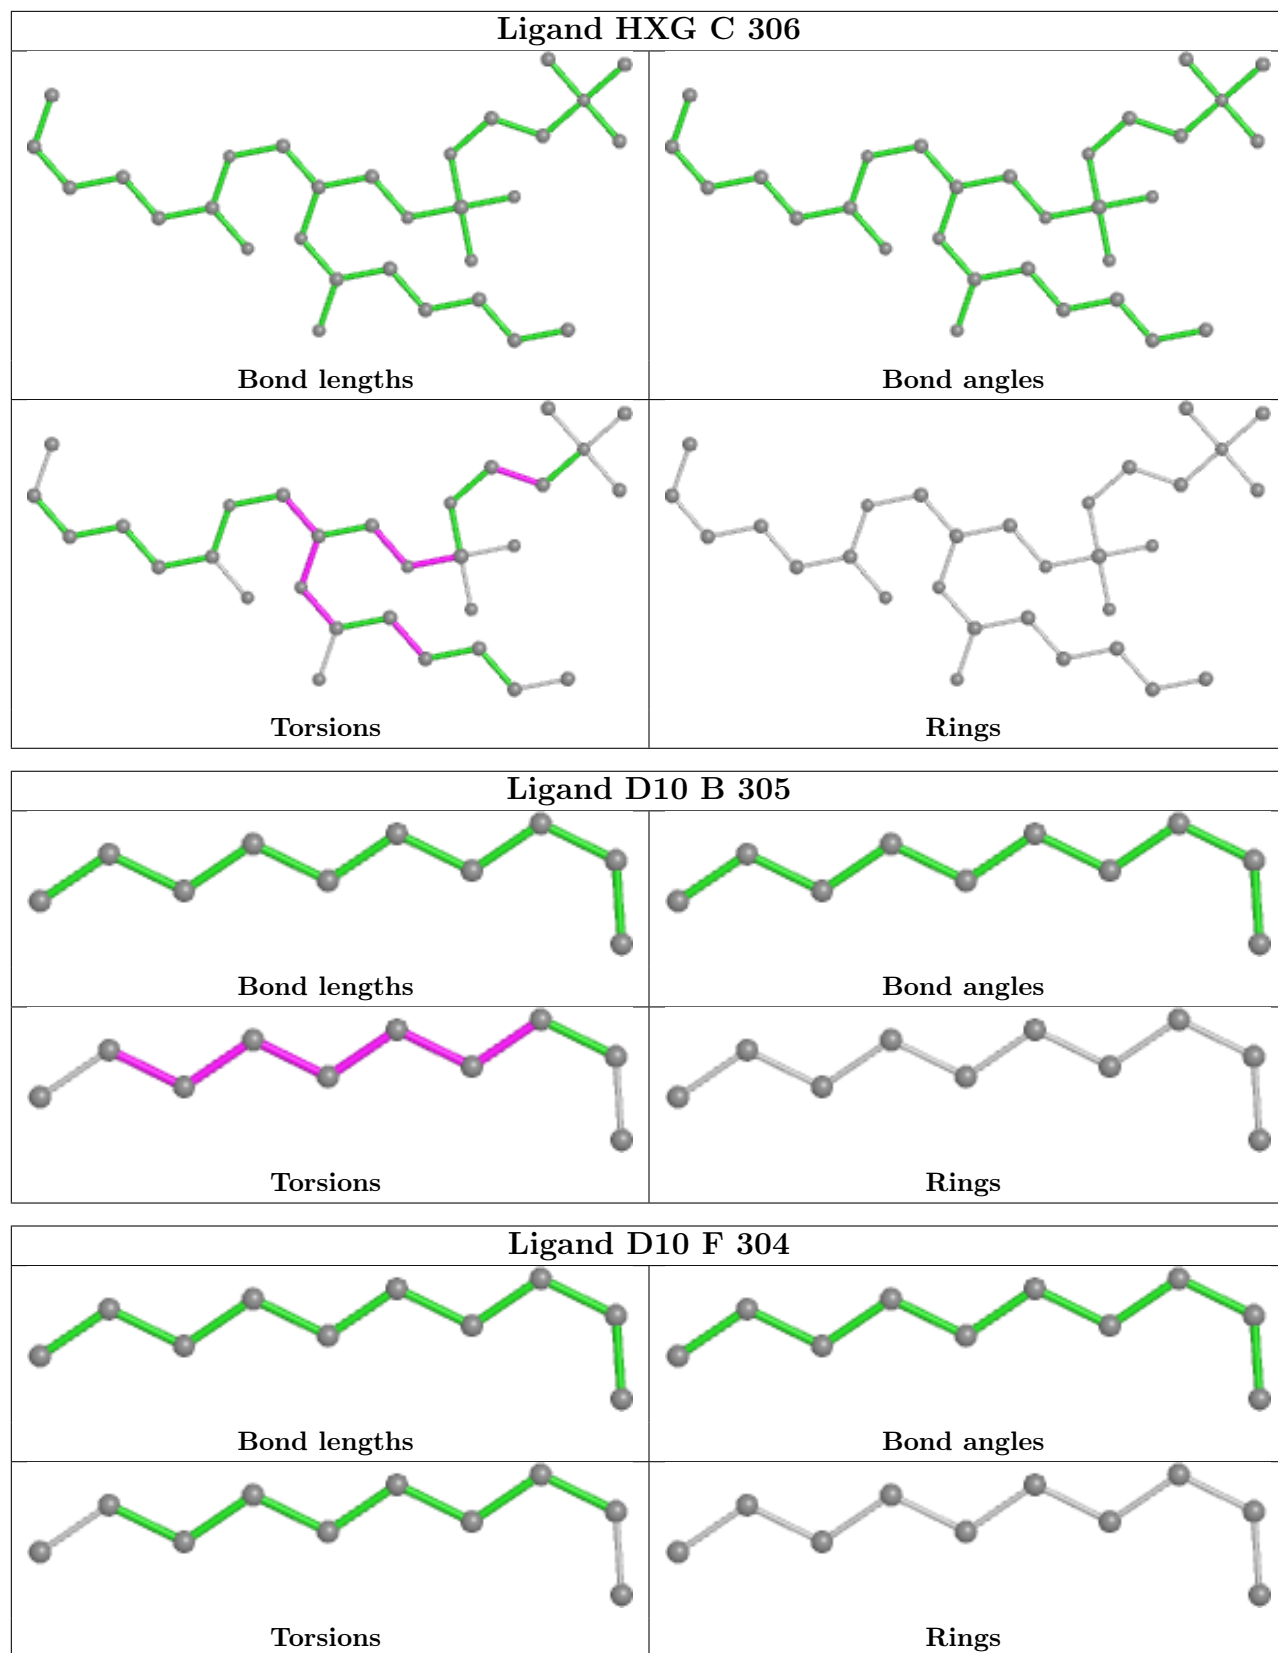 Ligand HXG C 306
Bond lengths
Bond angles
Torsions
Rings
Ligand D10 B 305
Bond lengths
Bond angles
Torsions
Rings
Ligand D10 F 304
Bond lengths
Bond angles
Torsions
Rings